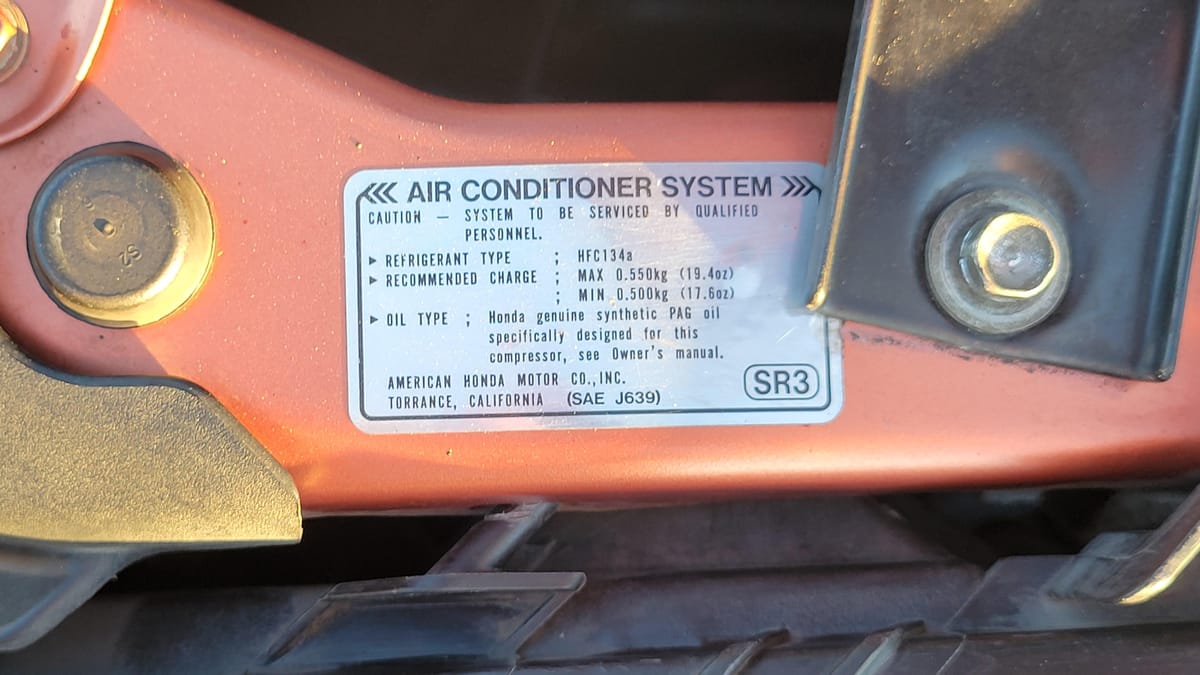 <<< AIR CONDITIONER SYSTEM >>>
CAUTION — SYSTEM TO BE SERVICED BY QUALIFIED
PERSONNEL.
▶ REFRIGERANT TYPE ; HFC134a
▶ RECOMMENDED CHARGE ; MAX 0.550kg (19.4oz)
; MIN 0.500kg (17.6oz)
▶ OIL TYPE ; Honda genuine synthetic PAG oil
specifically designed for this
compressor, see Owner's manual.
AMERICAN HONDA MOTOR CO.,INC.
TORRANCE, CALIFORNIA (SAE J639)
SR3